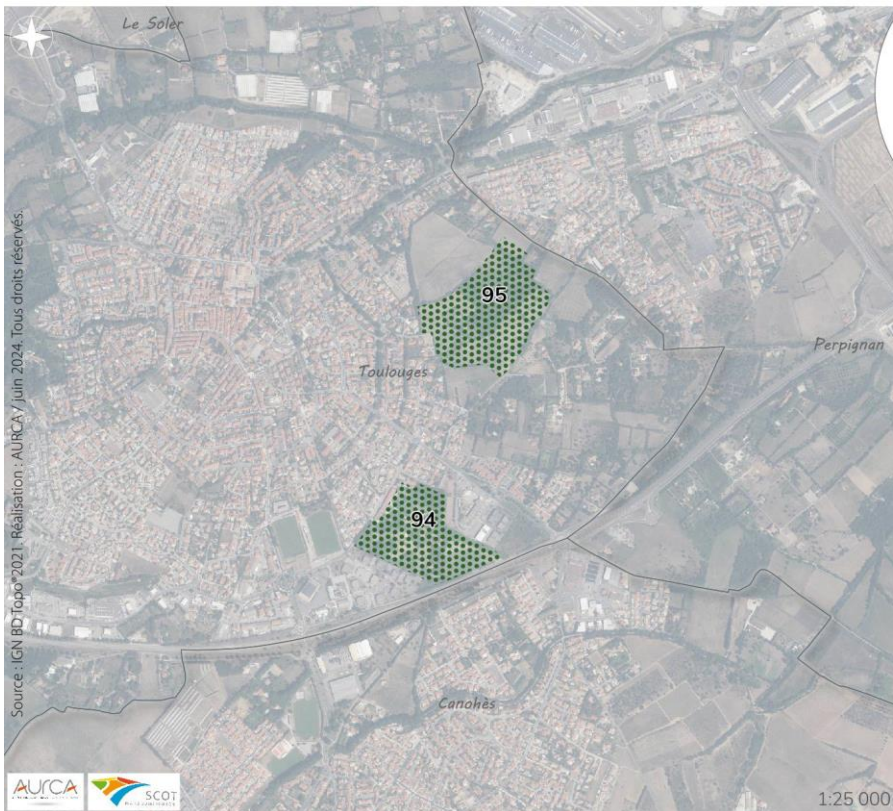 Le Soler
95
Toulouges
Perpignan
94
Canohès
Source : IGN BD Topo®2021. Réalisation : AURCA / juin 2024. Tous droits réservés.
AURCA
SCOT
1:25 000